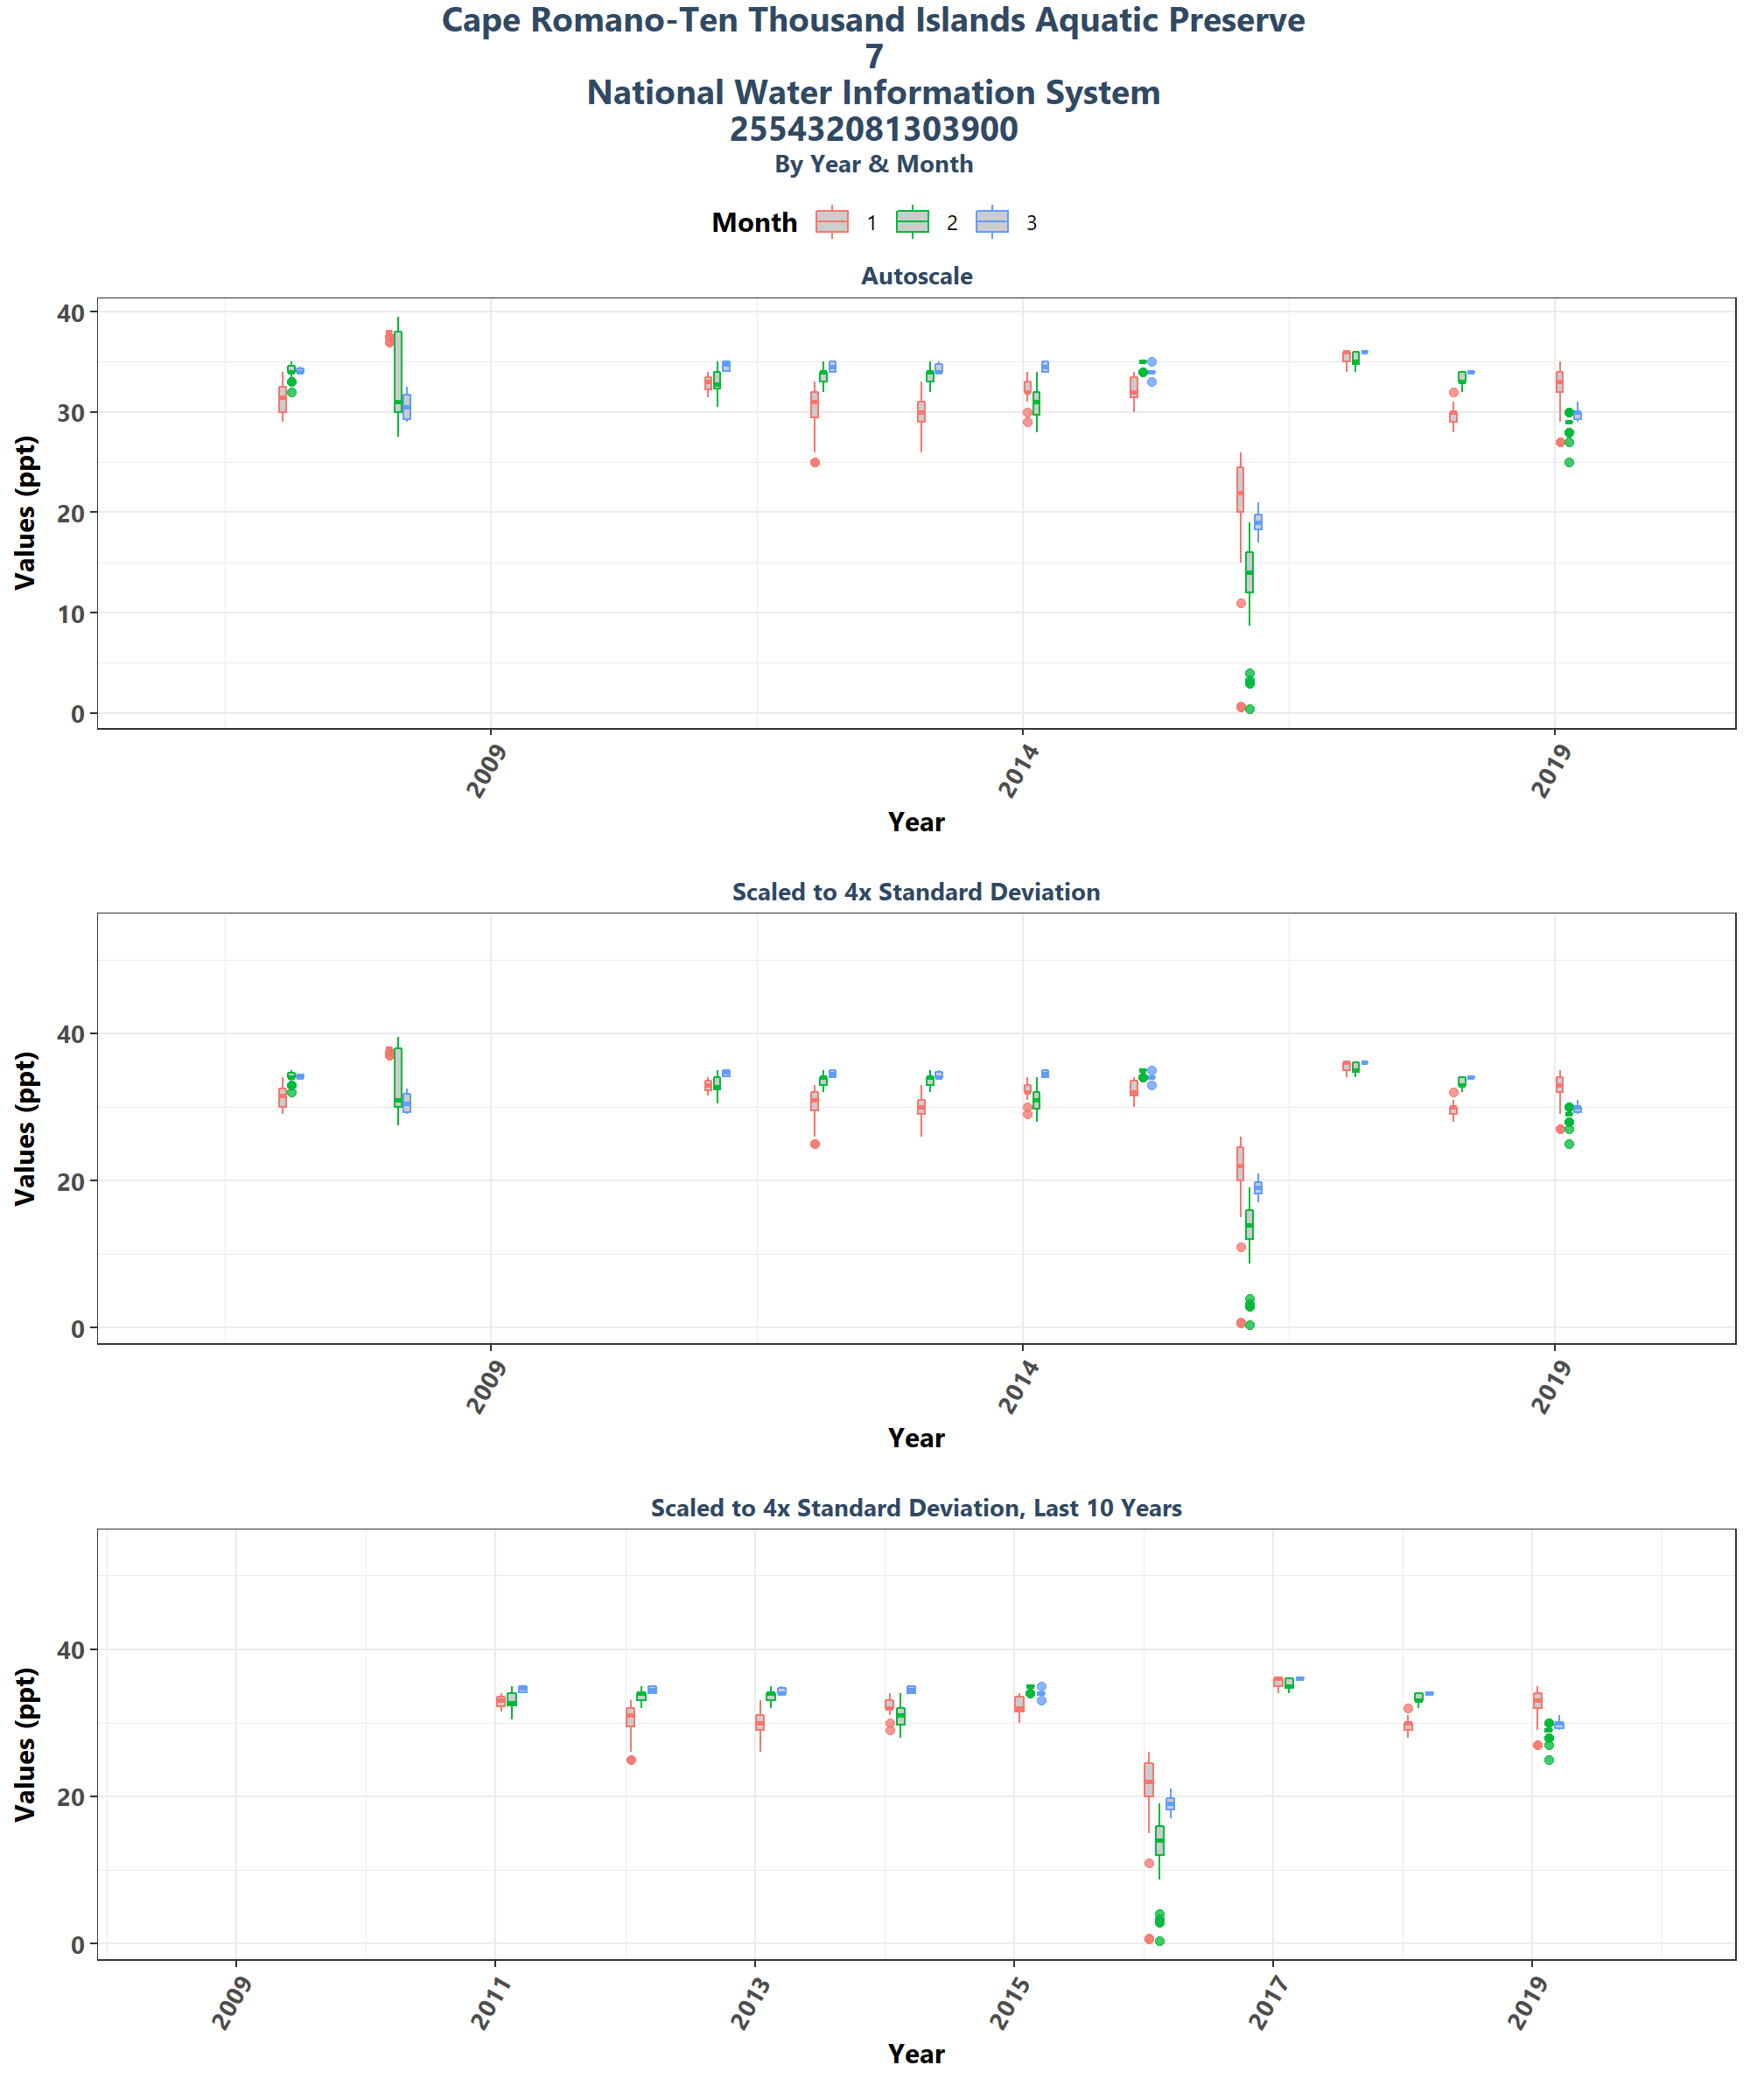 Cape Romano-Ten Thousand Islands Aquatic Preserve
7
National Water Information System
255432081303900
By Year & Month
Month 1 2 3
Autoscale
Values (ppt)
40
30
20
10
0
2009 2014 2019
Year
Scaled to 4x Standard Deviation
Values (ppt)
40
20
0
2009 2014 2019
Year
Scaled to 4x Standard Deviation, Last 10 Years
Values (ppt)
40
20
0
2009 2011 2013 2015 2017 2019
Year